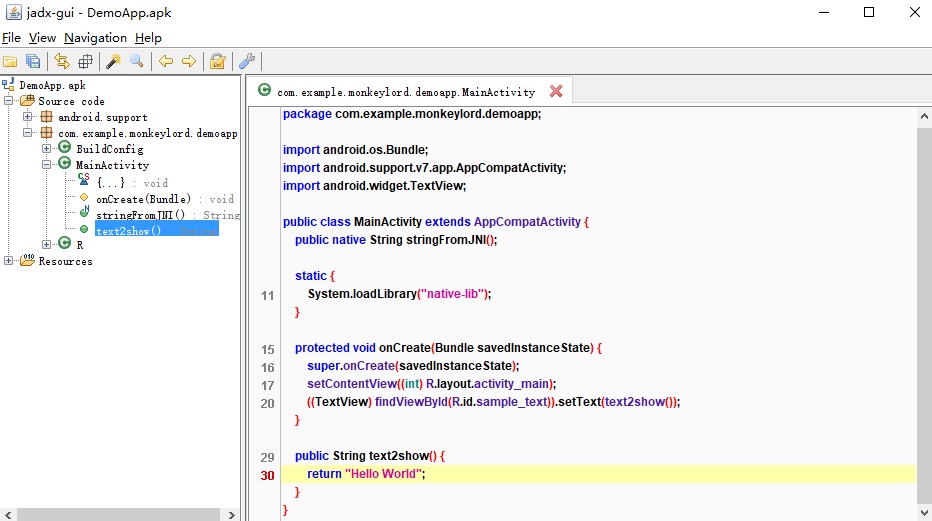 jadx-gui - DemoApp.apk
File View Navigation Help
DemoApp.apk
Source code
android.support
com.example.monkeylord.demoapp
BuildConfig
MainActivity
{...} : void
onCreate(Bundle) : void
stringFromJNI() : String
text2show() : String
R
Resources
com.example.monkeylord.demoapp.MainActivity
package com.example.monkeylord.demoapp;
import android.os.Bundle;
import android.support.v7.app.AppCompatActivity;
import android.widget.TextView;
public class MainActivity extends AppCompatActivity {
public native String stringFromJNI();
static {
11 System.loadLibrary("native-lib");
}
15 protected void onCreate(Bundle savedInstanceState) {
16 super.onCreate(savedInstanceState);
17 setContentView((int) R.layout.activity_main);
20 ((TextView) findViewById(R.id.sample_text)).setText(text2show());
}
29 public String text2show() {
30 return "Hello World";
}
}